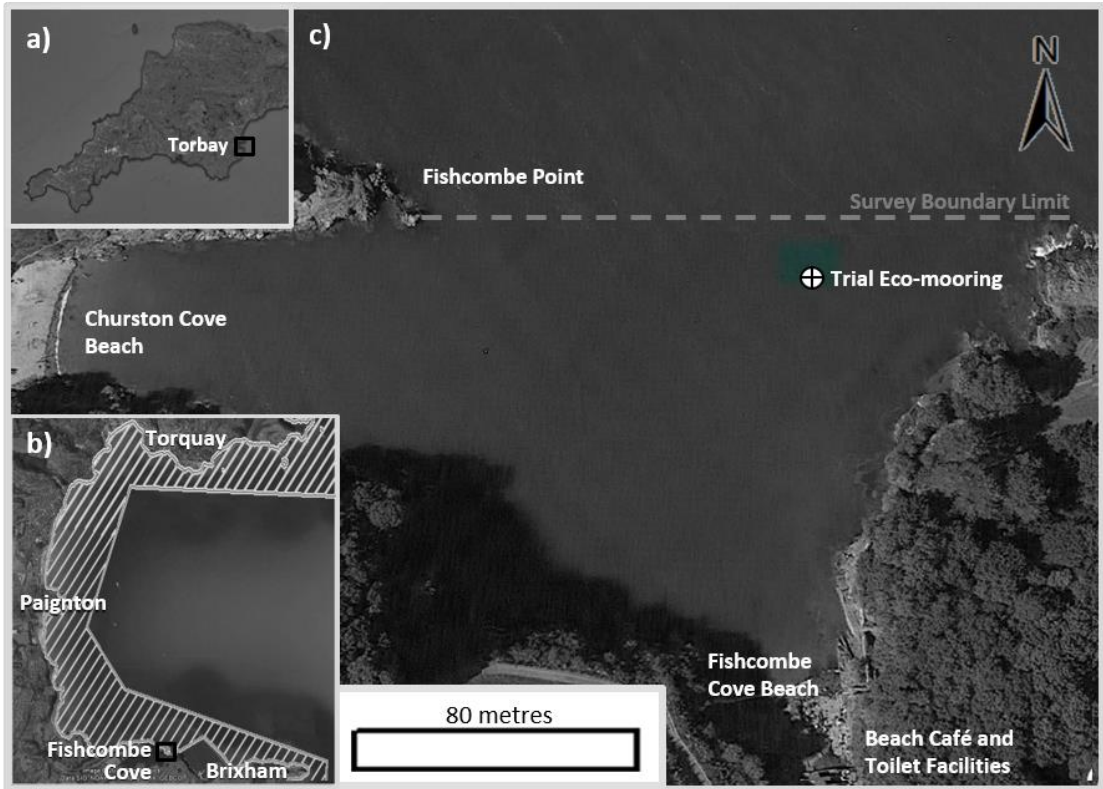 a)
Torbay
c)
N
Fishcombe Point
Survey Boundary Limit
Trial Eco-mooring
Churston Cove
Beach
b)
Torquay
Paignton
Fishcombe
Cove
Brixham
80 metres
Fishcombe
Cove Beach
Beach Café and
Toilet Facilities